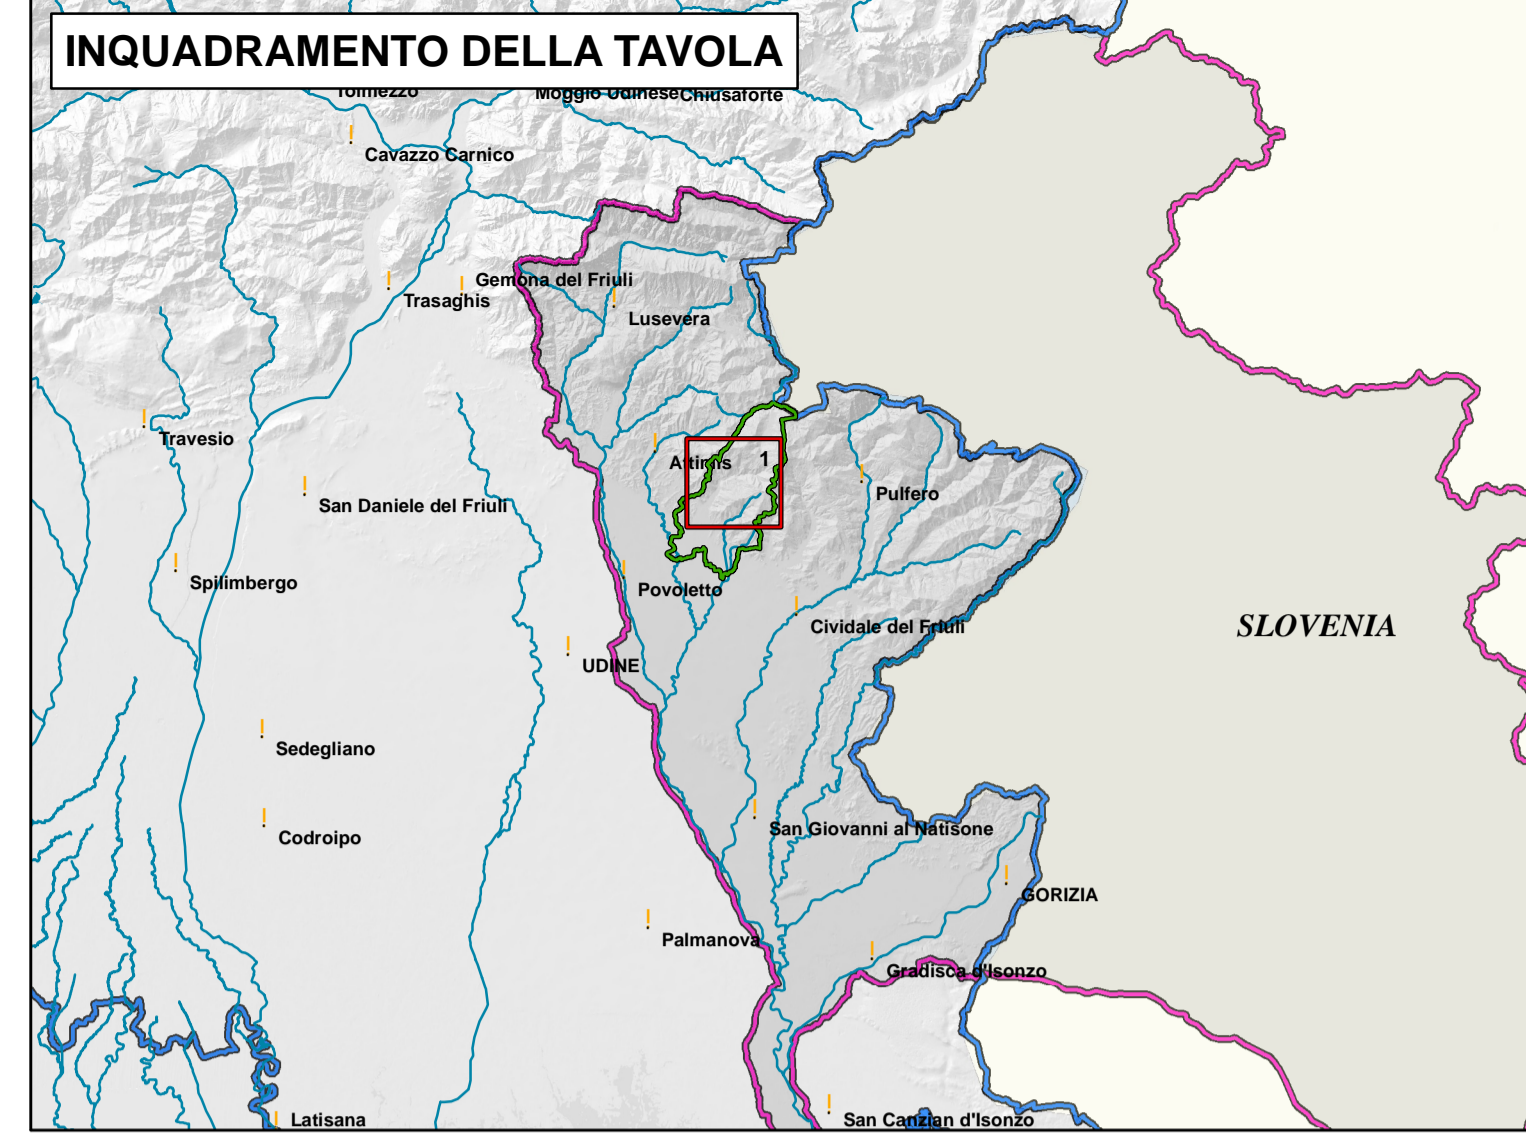 INQUADRAMENTO DELLA TAVOLA
Tolmezzo
Moggio Udinese
Chiusaforte
Cavazzo Carnico
Gemona del Friuli
Trasaghis
Lusevera
Travesio
Attimis
1
Pulfero
San Daniele del Friuli
Spilimbergo
Povoletto
Cividale del Friuli
SLOVENIA
UDINE
Sedegliano
San Giovanni al Natisone
Codroipo
GORIZIA
Palmanova
Gradisca d'Isonzo
Latisana
San Canzian d'Isonzo